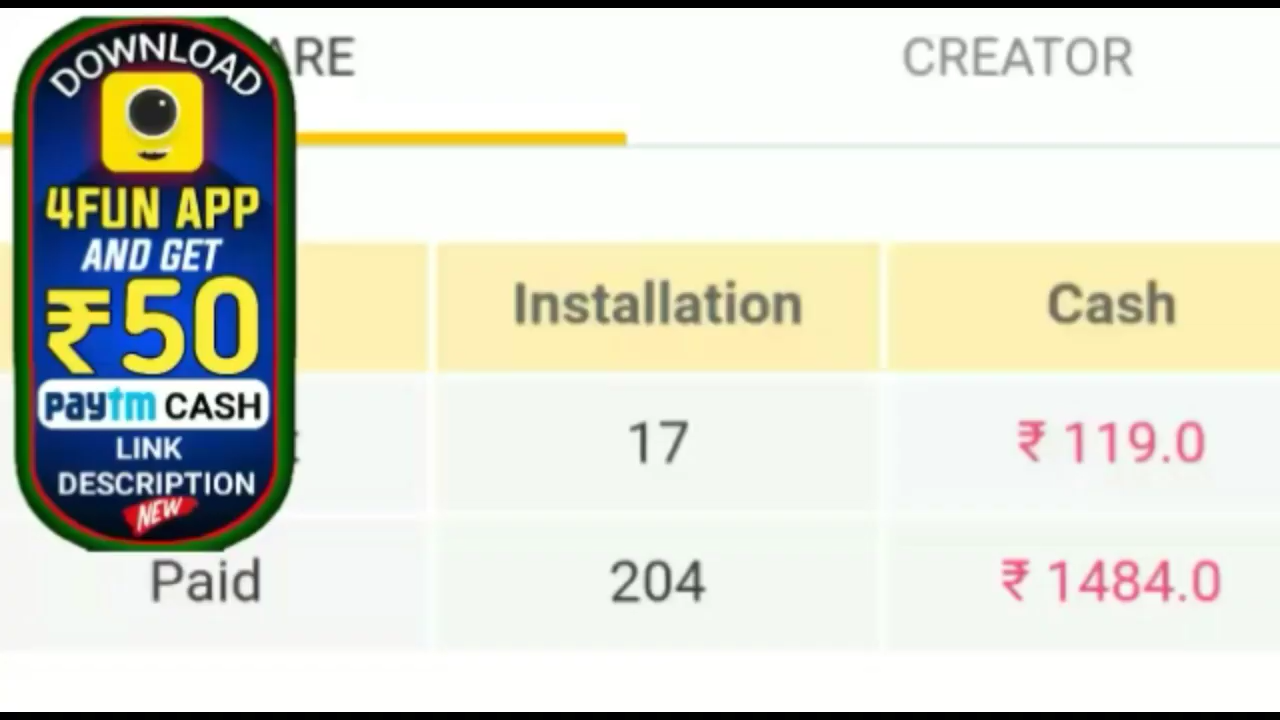 DOWNLOAD
4FUN APP
AND GET
₹50
paytm CASH
LINK
DESCRIPTION
NEW
CREATOR
Installation Cash
17 ₹ 119.0
Paid 204 ₹ 1484.0